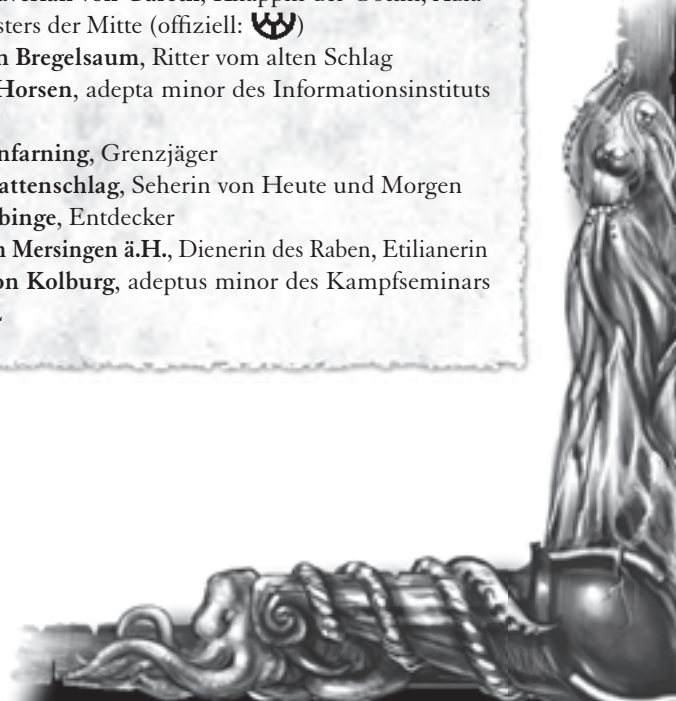 sters der Mitte (offiziell: )
n Bregelsaum, Ritter vom alten Schlag
Horsen, adepta minor des Informationsinstituts
nfarning, Grenzjäger
attenschlag, Seherin von Heute und Morgen
binge, Entdecker
n Mersingen ä.H., Dienerin des Raben, Etilianerin
on Kolburg, adeptus minor des Kampfseminars